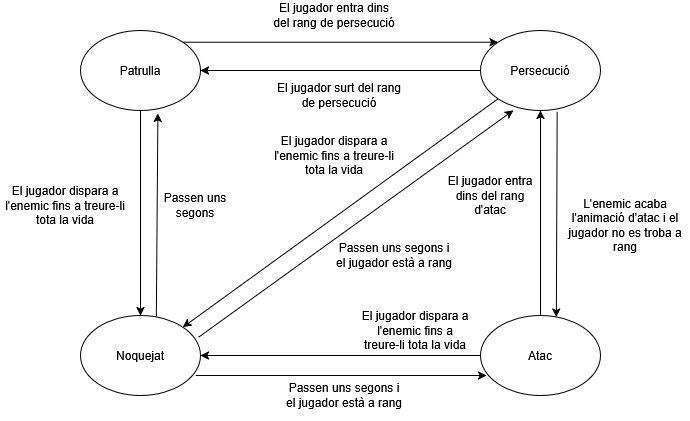 El jugador entra dins
del rang de persecució
Patrulla
Persecució
El jugador surt del rang
de persecució
El jugador dispara a
l'enemic fins a treure-li
tota la vida
El jugador dispara a
l'enemic fins a treure-li
tota la vida
Passen uns
segons
El jugador entra
dins del rang
d'atac
L'enemic acaba
l'animació d'atac i el
jugador no es troba a
rang
Passen uns segons i
el jugador està a rang
El jugador dispara a
l'enemic fins a
treure-li tota la vida
Noquejat
Atac
Passen uns segons i
el jugador està a rang